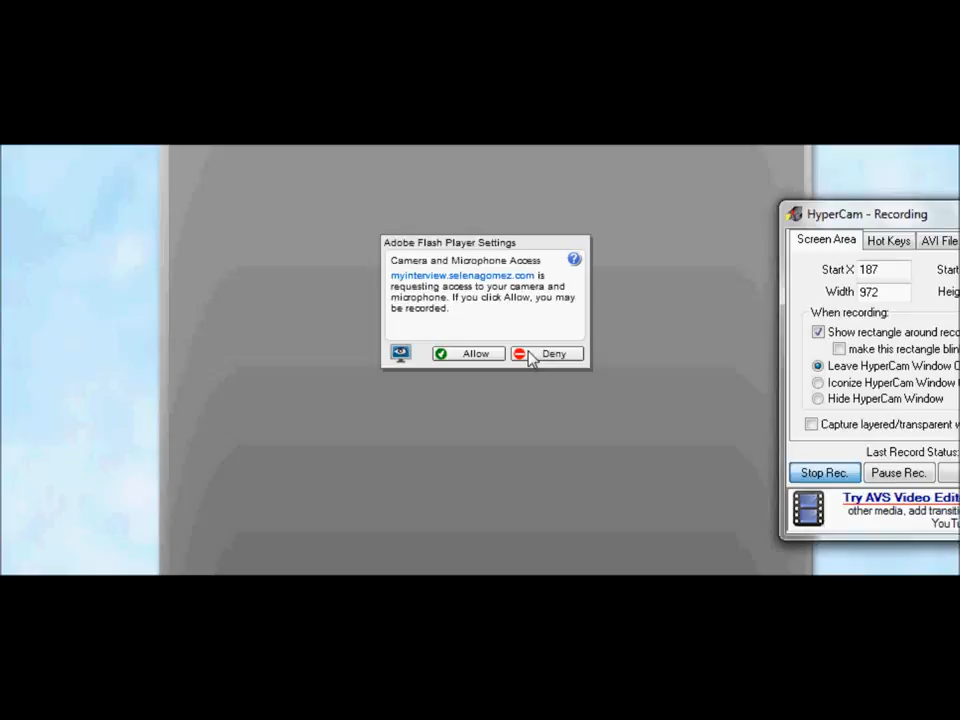 Adobe Flash Player Settings
Camera and Microphone Access
myinterview.selenagomez.com is
requesting access to your camera and
microphone. If you click Allow, you may
be recorded.
Allow
Deny
HyperCam - Recording
Screen Area
Hot Keys
AVI File
Start X 187
Start
Width 972
Heig
When recording:
Show rectangle around reco
make this rectangle blin
Leave HyperCam Window
Iconize HyperCam Window
Hide HyperCam Window
Capture layered/transparent
Last Record Status:
Stop Rec.
Pause Rec.
Try AVS Video Edit
other media, add transiti
YouTu